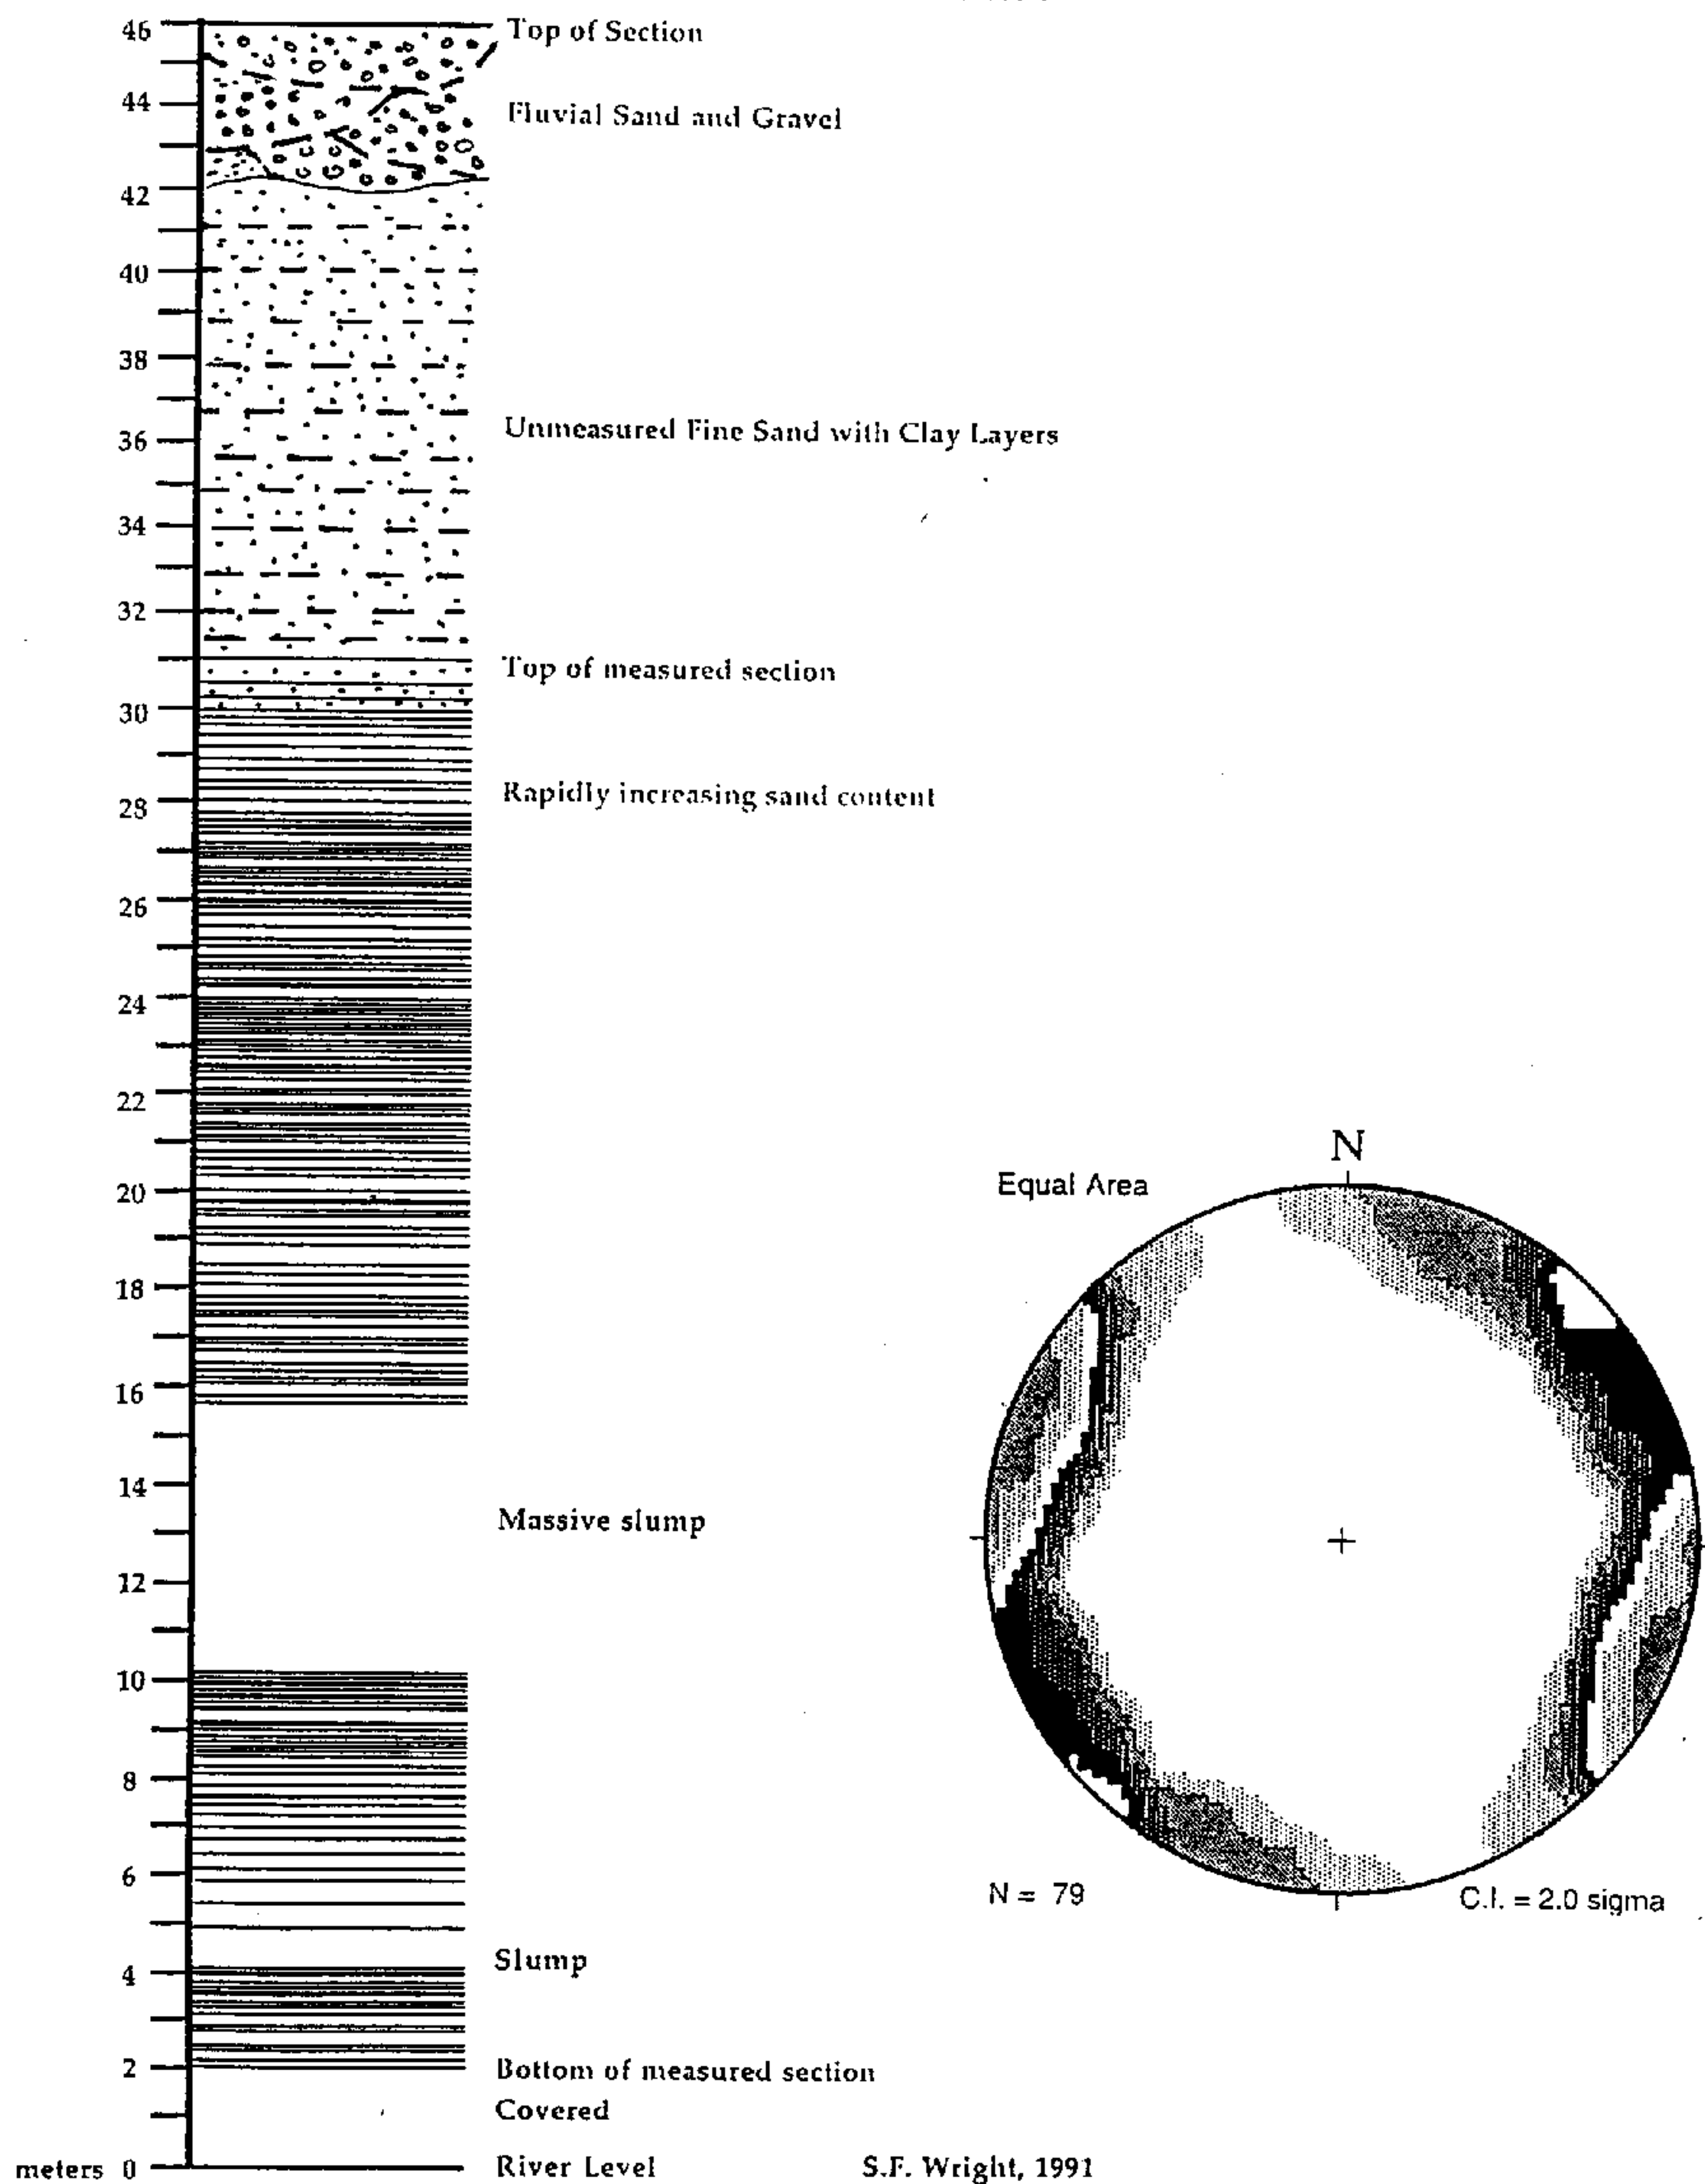 46
Top of Section
44
Fluvial Sand and Gravel
42
40
38
36
Unmeasured Fine Sand with Clay Layers
34
32
Top of measured section
30
28
Rapidly increasing sand content
26
24
22
N
Equal Area
20
18
16
14
Massive slump
12
10
8
6
N = 79
C.I. = 2.0 sigma
Slump
4
2
Bottom of measured section
Covered
meters 0
River Level
S.F. Wright, 1991